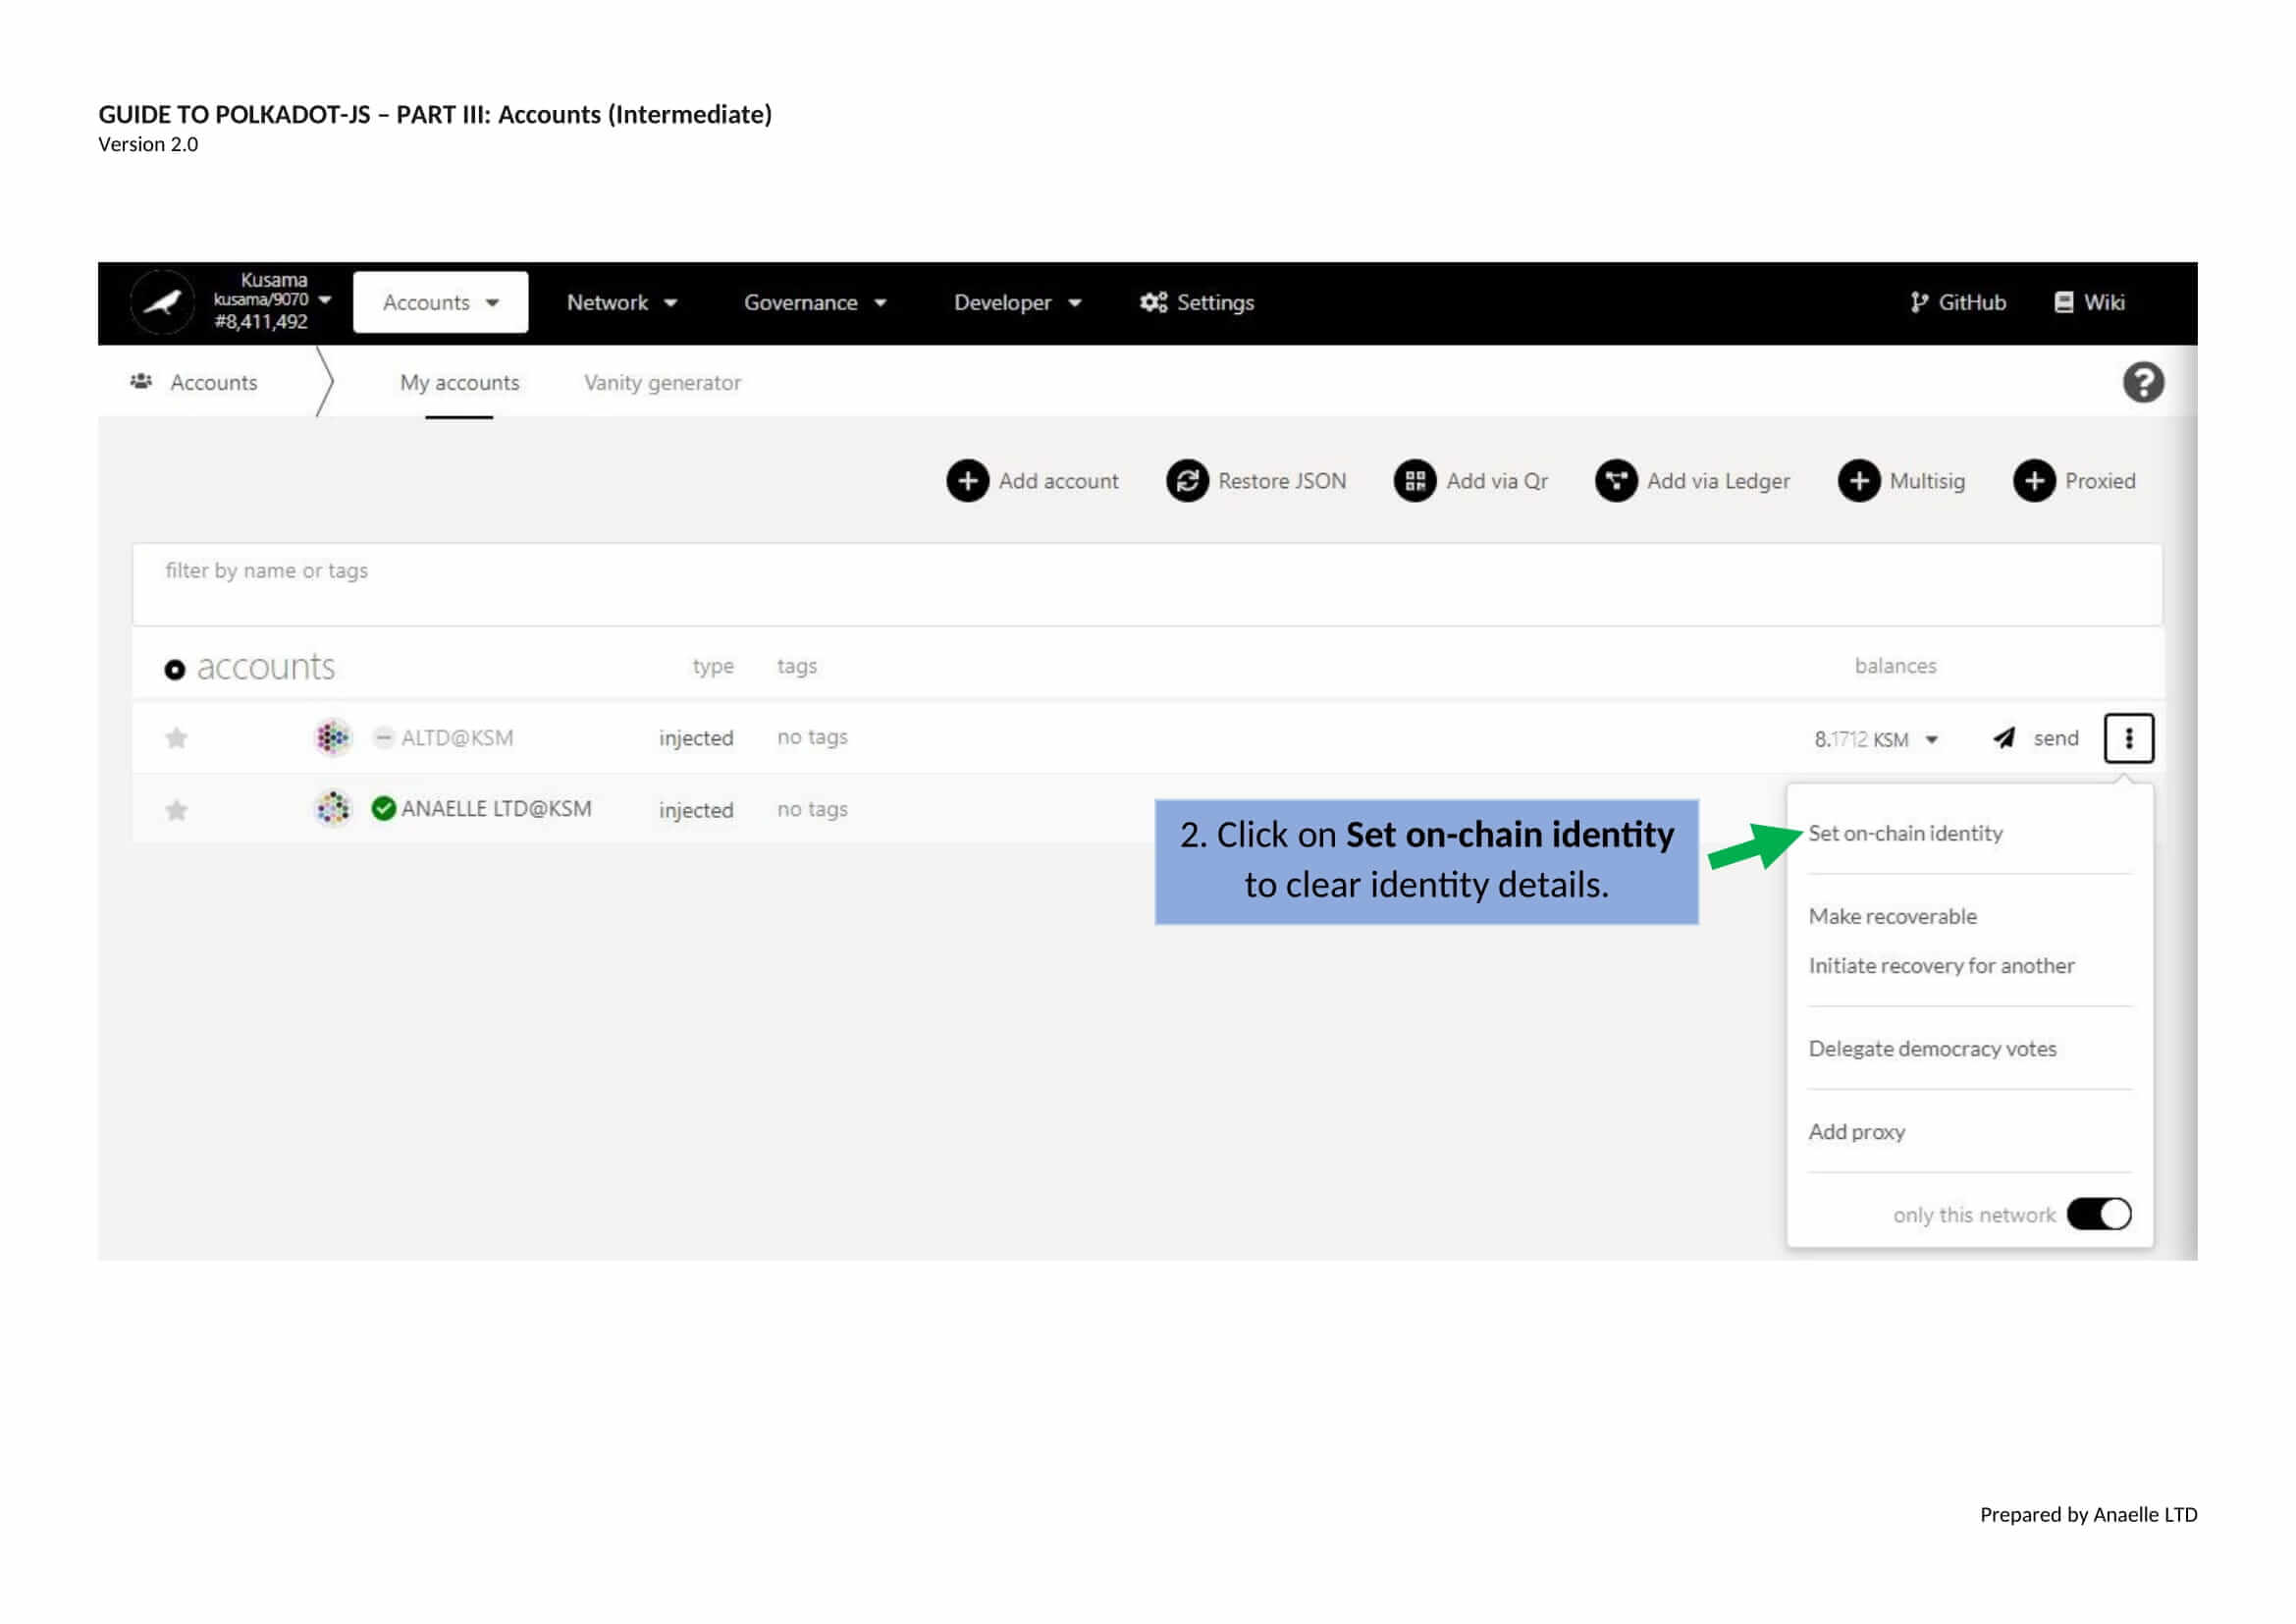 GUIDE TO POLKADOT-JS – PART III: Accounts (Intermediate)
Version 2.0
Kusama
kusama/9070
#8,411,492
Accounts
Network
Governance
Developer
Settings
GitHub
Wiki
Accounts
My accounts
Vanity generator
Add account
Restore JSON
Add via Qr
Add via Ledger
Multisig
Proxied
filter by name or tags
accounts
type
tags
balances
ALTD@KSM
injected
no tags
8.1712 KSM
send
ANAELLE LTD@KSM
injected
no tags
2. Click on Set on-chain identity
to clear identity details.
Set on-chain identity
Make recoverable
Initiate recovery for another
Delegate democracy votes
Add proxy
only this network
Prepared by Anaelle LTD